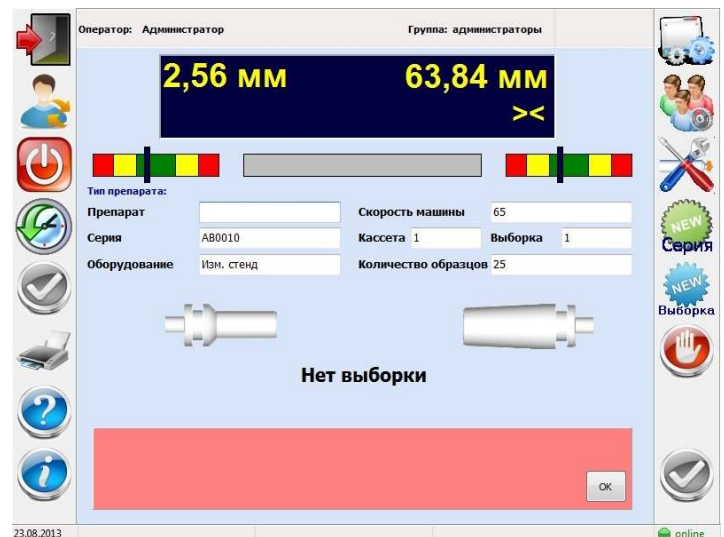 Оператор: Администратор Группа: администраторы
2,56 мм 63,84 мм
><
Тип препарата:
Препарат Скорость машины 65
Серия AB0010 Кассета 1 Выборка 1
Оборудование Изм. стенд Количество образцов 25
NEW
Серия
NEW
Выборка
Нет выборки
OK
23.08.2013 online